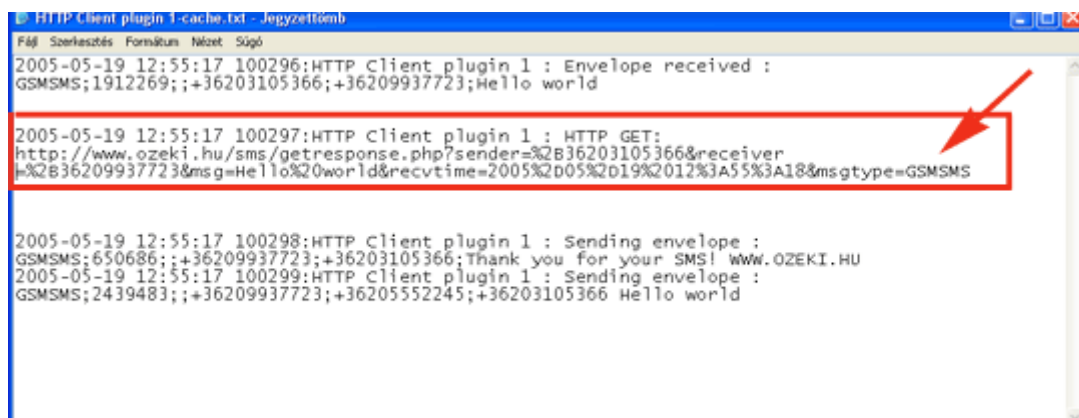 HTTP Client plugin 1-cache.txt - Jegyzettömb
Fájl Szerkesztés Formátum Nézet Súgó
2005-05-19 12:55:17 100296:HTTP Client plugin 1 : Envelope received :
GSMSMS;1912269;;+36203105366;+36209937723;Hello world
2005-05-19 12:55:17 100297:HTTP Client plugin 1 : HTTP GET:
http://www.ozeki.hu/sms/getresponse.php?sender=%2B36203105366&receiver
=%2B36209937723&msg=Hello%20world&recvtime=2005%2D05%2D19%2012%3A55%3A18&msgtype=GSMSMS
2005-05-19 12:55:17 100298:HTTP Client plugin 1 : Sending envelope :
GSMSMS;650686;;+36209937723;+36203105366;Thank you for your SMS! WWW.OZEKI.HU
2005-05-19 12:55:17 100299:HTTP Client plugin 1 : Sending envelope :
GSMSMS;2439483;;+36209937723;+36205552245;+36203105366 Hello world